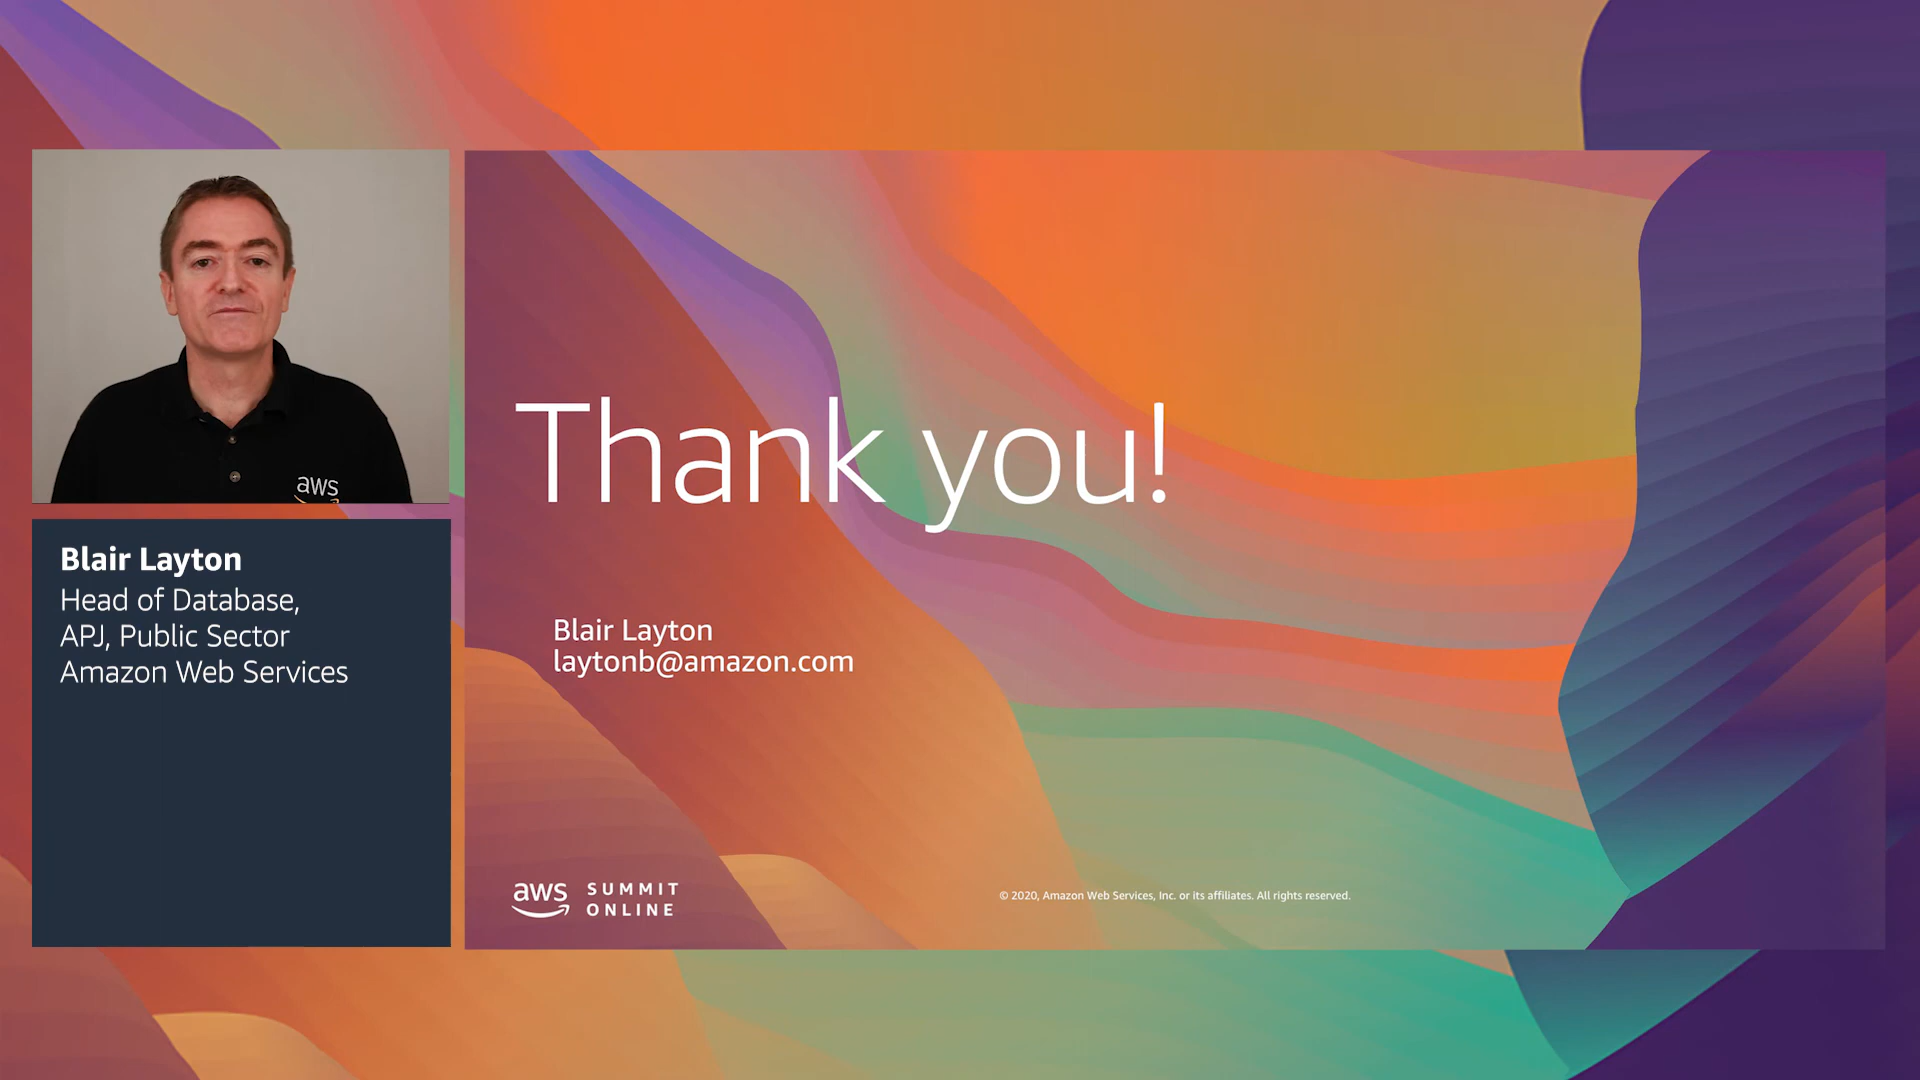 aws
Blair Layton
Head of Database,
APJ, Public Sector
Amazon Web Services
Thank you!
Blair Layton
laytonb@amazon.com
aws SUMMIT
ONLINE
© 2020, Amazon Web Services, Inc. or its affiliates. All rights reserved.